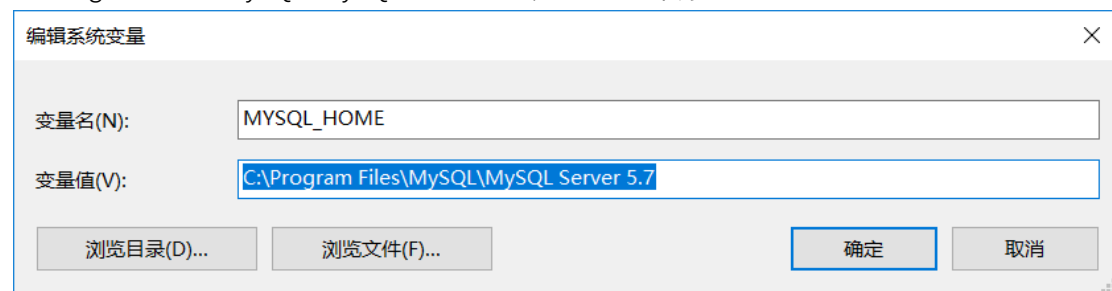 编辑系统变量
变量名(N):
MYSQL_HOME
变量值(V):
C:\Program Files\MySQL\MySQL Server 5.7
浏览目录(D)...
浏览文件(F)...
确定
取消